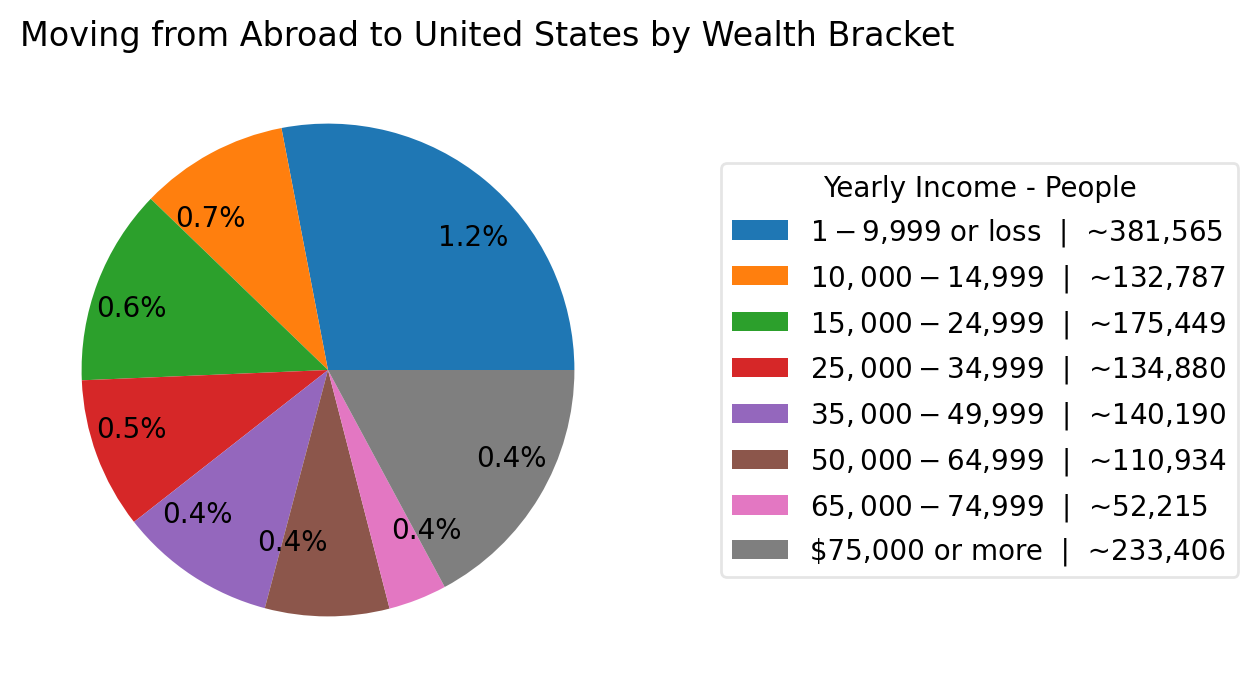 Moving from Abroad to United States by Wealth Bracket
1.2%
0.7%
0.6%
0.5%
0.4%
0.4%
0.4%
0.4%
Yearly Income - People
1 − 9,999 or loss | ~381,565
10, 000 − 14,999 | ~132,787
15, 000 − 24,999 | ~175,449
25, 000 − 34,999 | ~134,880
35, 000 − 49,999 | ~140,190
50, 000 − 64,999 | ~110,934
65, 000 − 74,999 | ~52,215
$75,000 or more | ~233,406